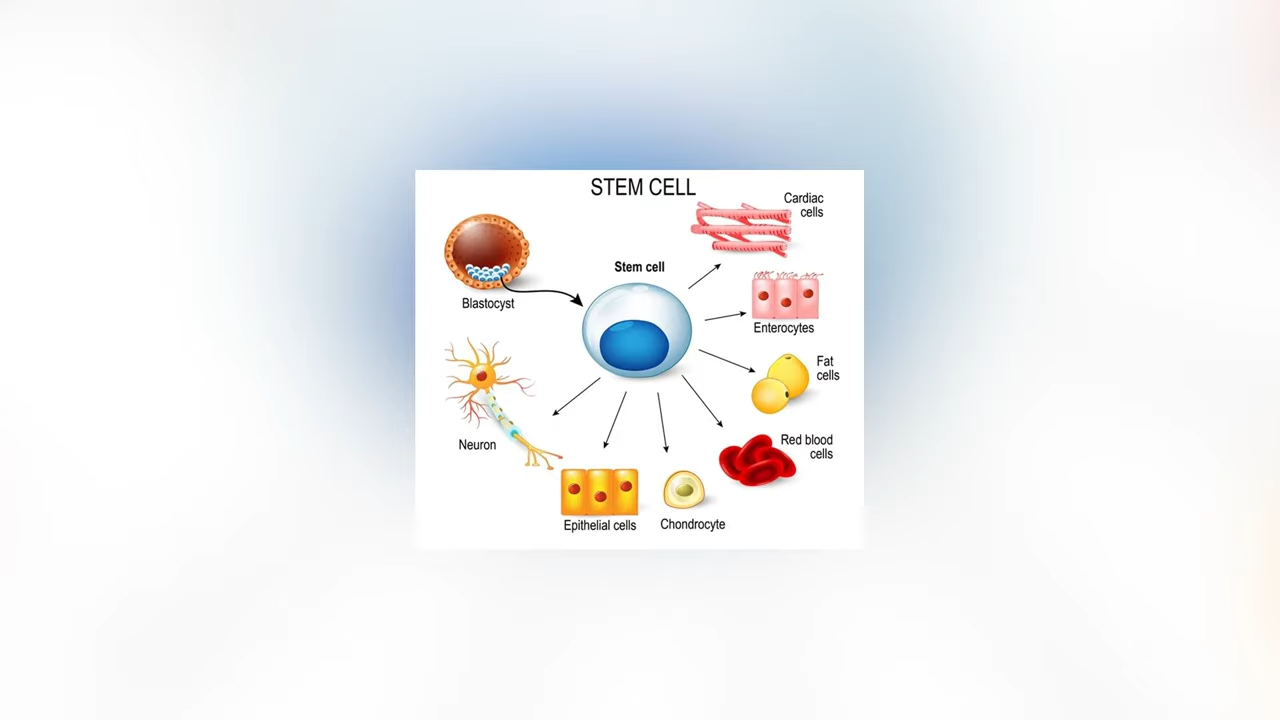 STEM CELL
Cardiac
cells
Stem cell
Blastocyst
Enterocytes
Fat
cells
Neuron
Red blood
cells
Epithelial cells
Chondrocyte